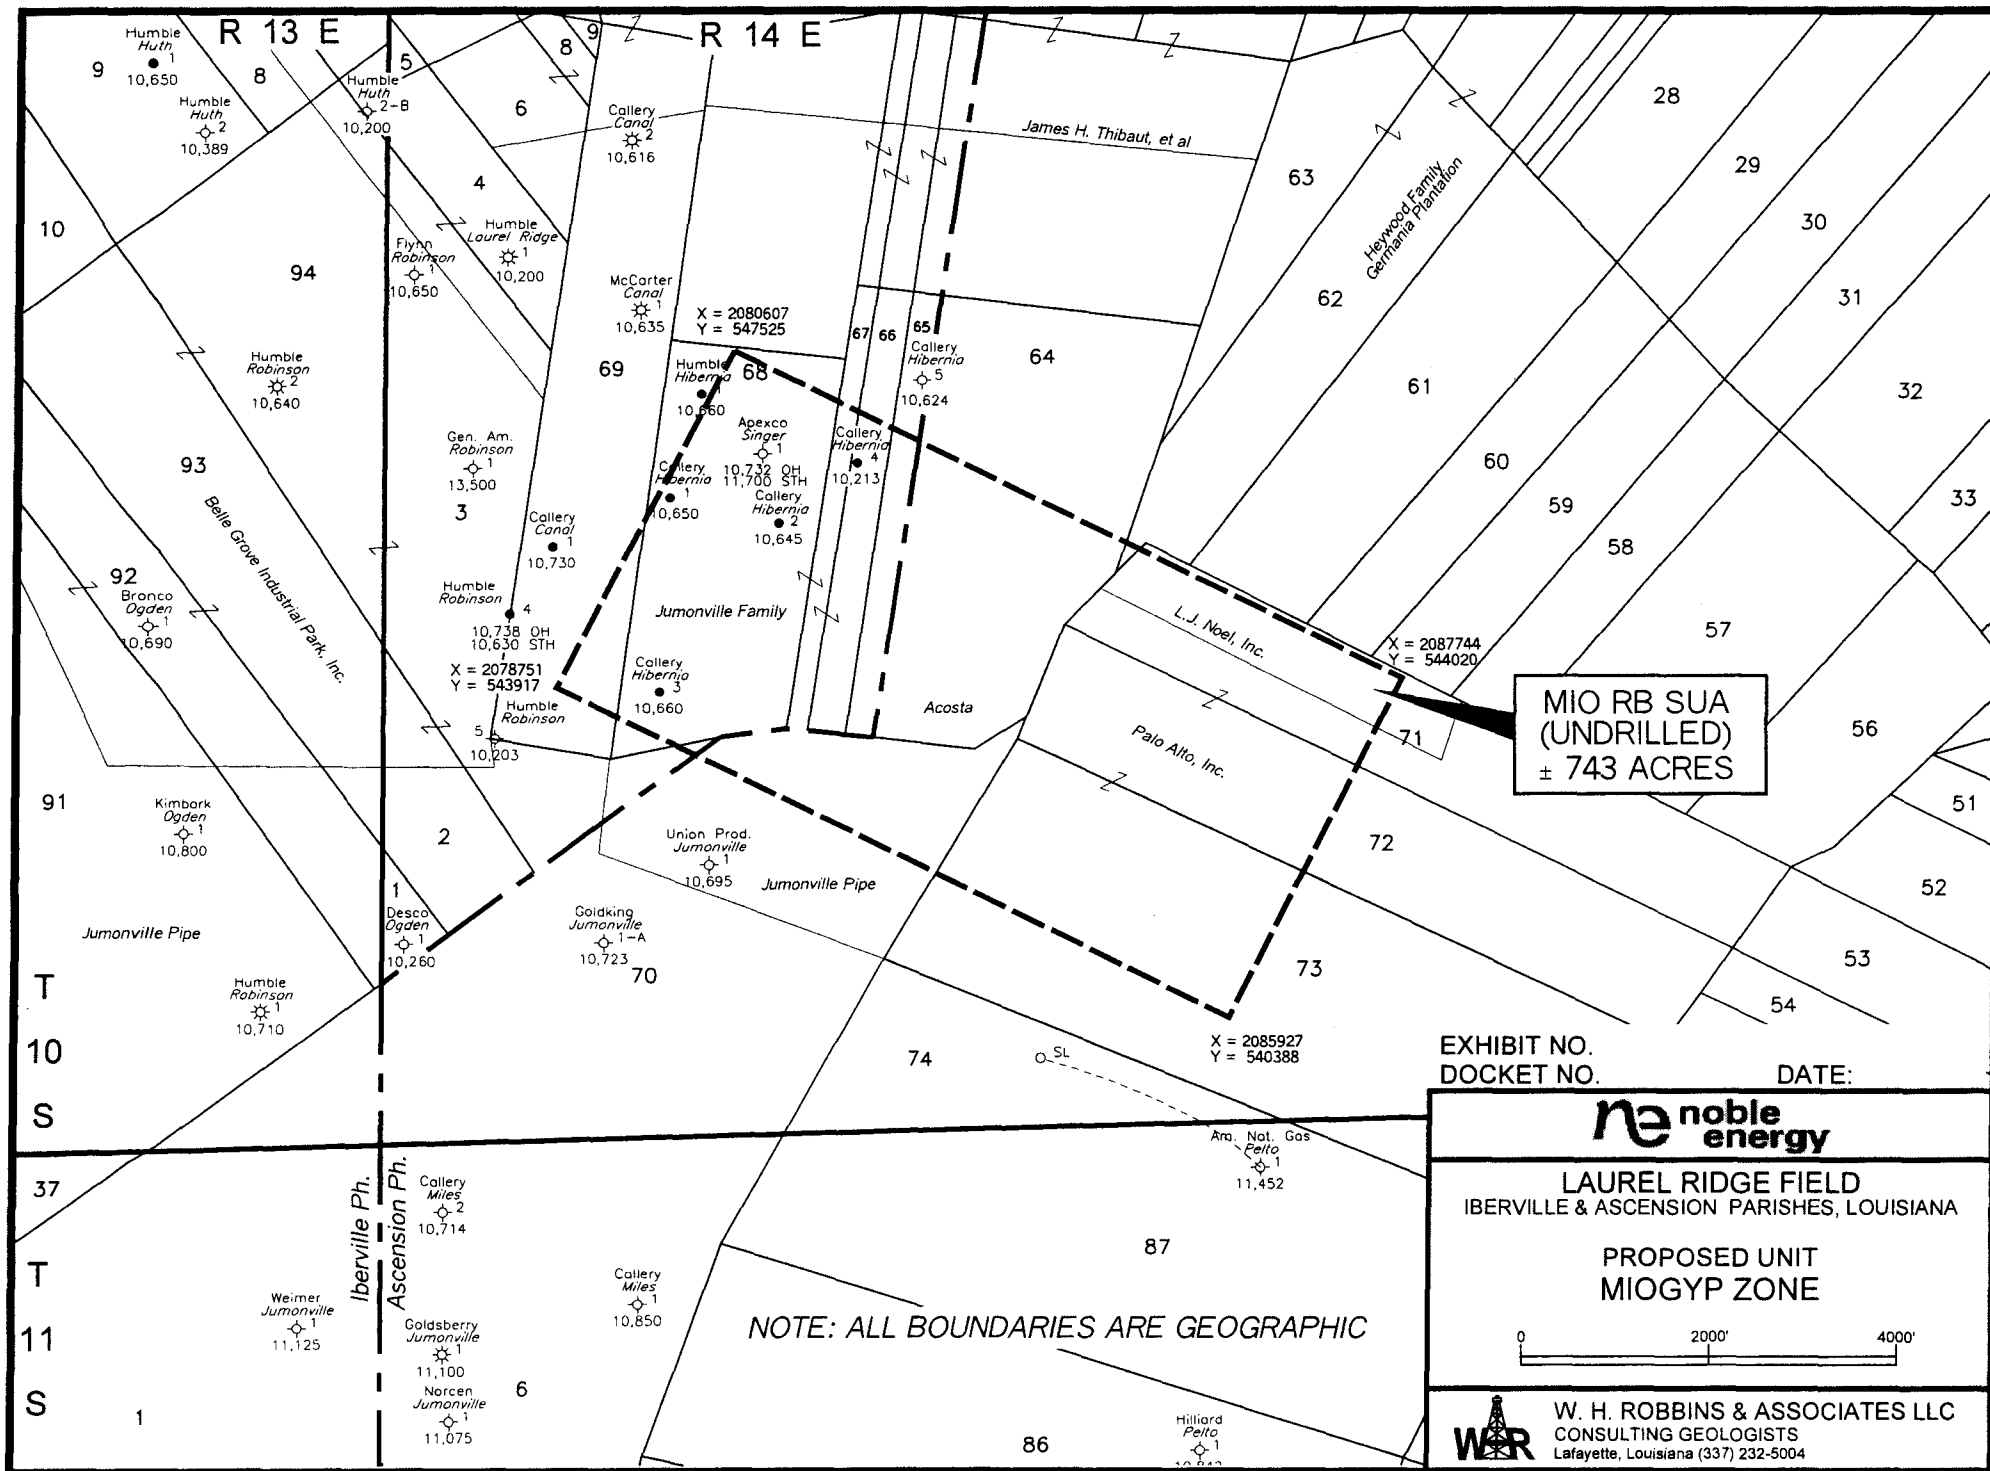 R 13 E
R 14 E
Humble
Huth
1
10,650
9
8
Humble
Huth
2
10,389
Humble
Huth
2-B
10,200
5
6
8
9
Callery
Canal
2
10,616
James H. Thibaut, et al
63
Heywood Family
Germania Plantation
28
29
30
31
32
33
10
94
4
Flynn
Robinson
1
10,650
Humble
Laurel Ridge
1
10,200
McCarter
Canal
1
10,635
X = 2080607
Y = 547525
67
66
65
64
62
61
60
59
58
57
56
Humble
Robinson
2
10,640
69
Humble
Hibernia
10,660
68
Callery
Hibernia
5
10,624
Gen. Am.
Robinson
1
13,500
3
93
Belle Grove Industrial Park, Inc.
Apexco
Singer
1
10,732 OH
11,700 STH
Callery
Hibernia
4
10,213
Callery
Hibernia
1
10,650
Callery
Hibernia
2
10,645
Callery
Canal
1
10,730
92
Bronco
Ogden
1
10,690
Humble
Robinson
4
10,738 OH
10,630 STH
X = 2078751
Y = 543917
Humble
Robinson
5
10,203
Jumonville Family
Callery
Hibernia
3
10,660
Acosta
L.J. Noel, Inc.
X = 2087744
Y = 544020
Palo Alto, Inc.
71
MIO RB SUA
(UNDRILLED)
± 743 ACRES
51
52
53
54
72
73
91
Kimbark
Ogden
1
10,800
2
1
Desco
Ogden
1
10,260
Union Prod.
Jumonville
1
10,695
Jumonville Pipe
Goldking
Jumonville
1-A
10,723
70
Jumonville Pipe
Humble
Robinson
1
10,710
T
10
S
74
SL
X = 2085927
Y = 540388
Am. Nat. Gas
Pelto
1
11,452
37
T
11
S
Iberville Ph.
Ascension Ph.
Callery
Miles
2
10,714
Callery
Miles
1
10,850
Weimer
Jumonville
1
11,125
Goldsberry
Jumonville
1
11,100
Norcen
Jumonville
1
11,075
1
6
87
NOTE: ALL BOUNDARIES ARE GEOGRAPHIC
86
Hilliard
Pelto
1
EXHIBIT NO.
DOCKET NO. DATE:
ne noble
energy
LAUREL RIDGE FIELD
IBERVILLE & ASCENSION PARISHES, LOUISIANA
PROPOSED UNIT
MIOGYP ZONE
0 2000' 4000'
W R
W. H. ROBBINS & ASSOCIATES LLC
CONSULTING GEOLOGISTS
Lafayette, Louisiana (337) 232-5004